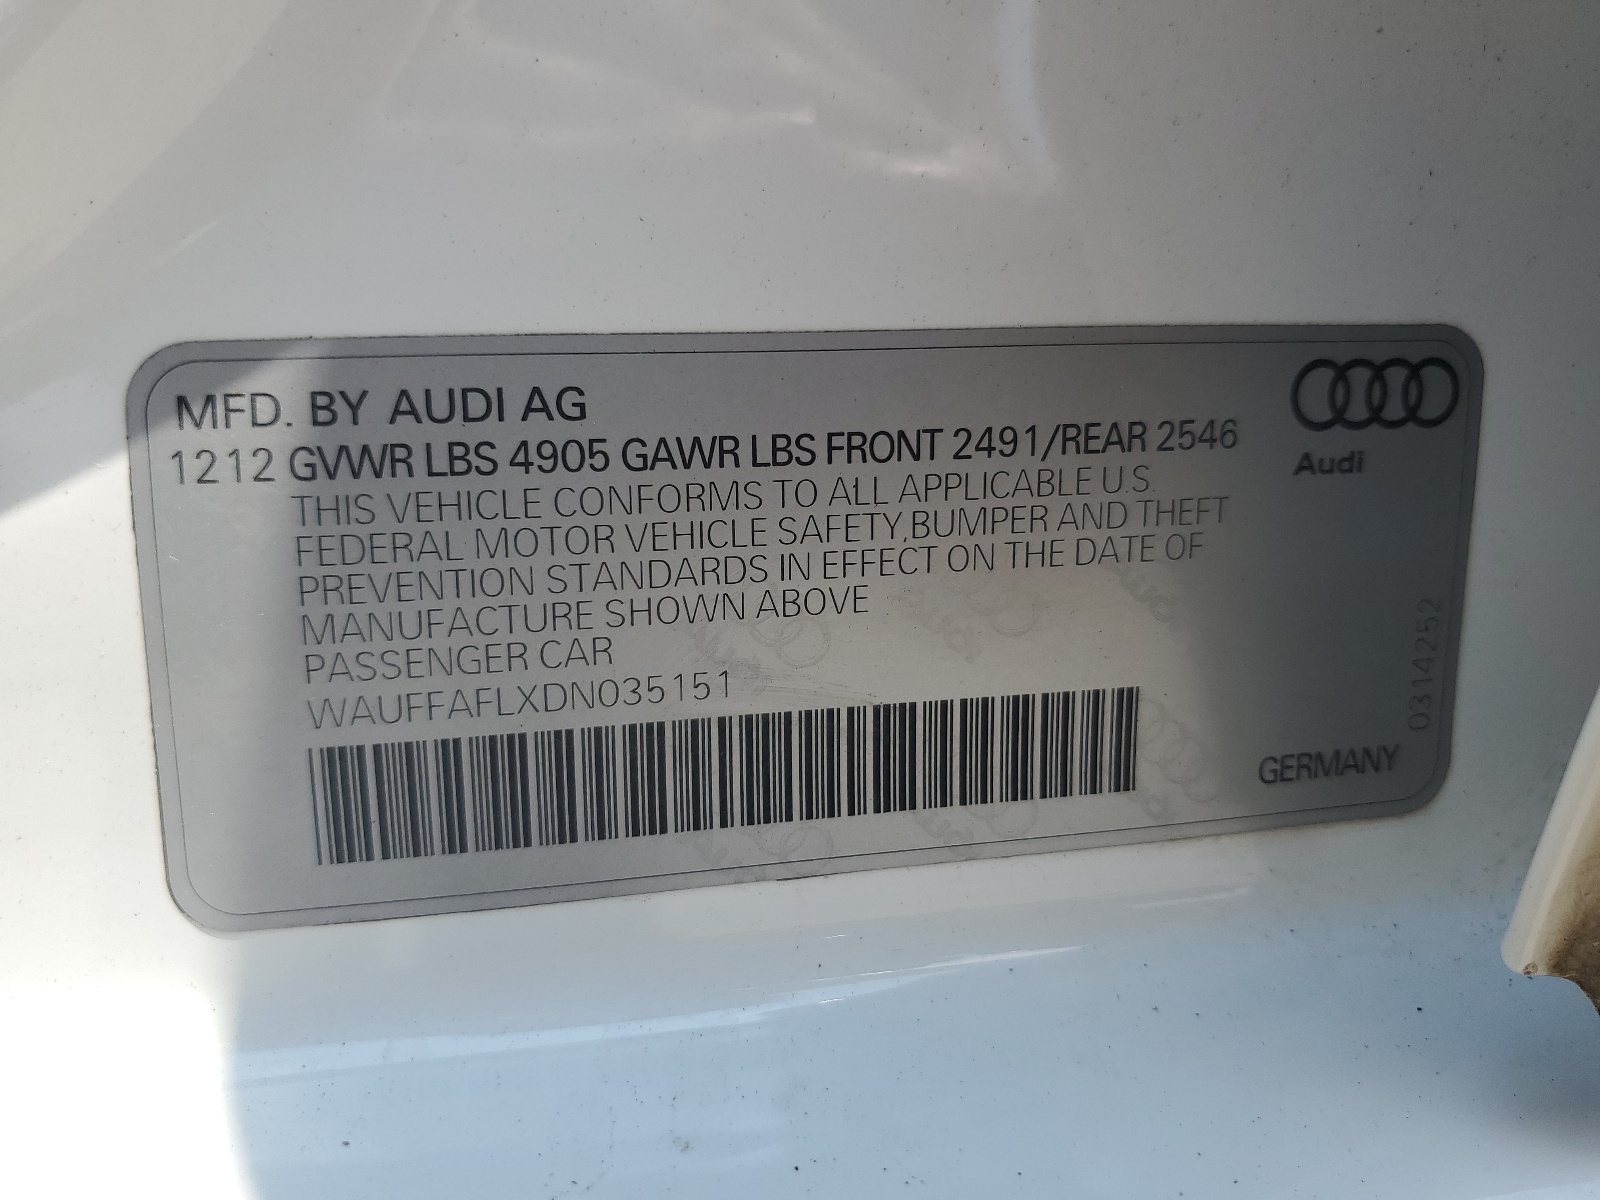 MFD. BY AUDI AG
1212 GVWR LBS 4905 GAWR LBS FRONT 2491/REAR 2546
THIS VEHICLE CONFORMS TO ALL APPLICABLE U.S.
FEDERAL MOTOR VEHICLE SAFETY,BUMPER AND THEFT
PREVENTION STANDARDS IN EFFECT ON THE DATE OF
MANUFACTURE SHOWN ABOVE
PASSENGER CAR
WAUFFAFLXDN035151
Audi
0314252
GERMANY